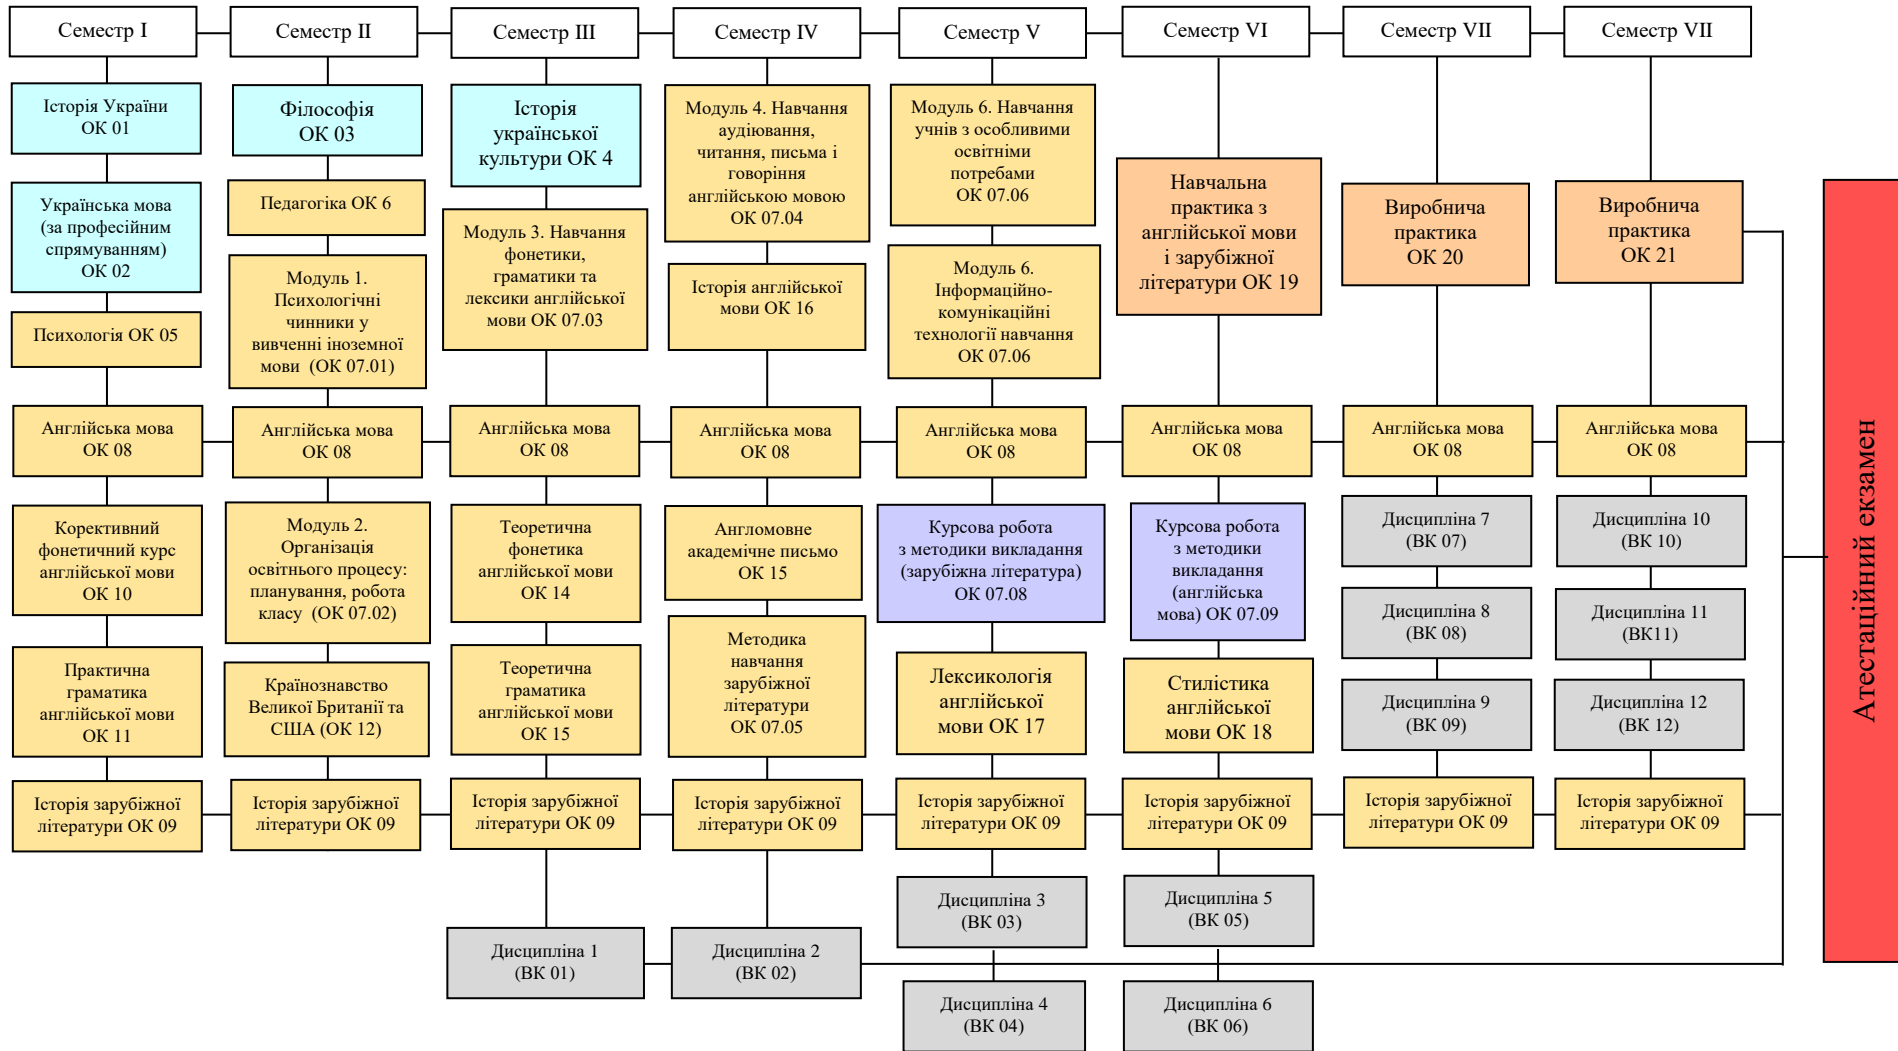 Семестр I
Семестр II
Семестр III
Семестр IV
Семестр V
Семестр VI
Семестр VII
Семестр VII
Історія України
ОК 01
Українська мова
(за професійним
спрямуванням)
ОК 02
Психологія ОК 05
Англійська мова
ОК 08
Корективний
фонетичний курс
англійської мови
ОК 10
Практична
граматика
англійської мови
ОК 11
Історія зарубіжної
літератури ОК 09
Філософія
ОК 03
Педагогіка ОК 6
Модуль 1.
Психологічні
чинники у
вивченні іноземної
мови (ОК 07.01)
Англійська мова
ОК 08
Модуль 2.
Організація
освітнього процесу:
планування, робота
класу (ОК 07.02)
Країнознавство
Великої Британії та
США (ОК 12)
Історія зарубіжної
літератури ОК 09
Історія
української
культури ОК 4
Модуль 3. Навчання
фонетики,
граматики та
лексики англійської
мови ОК 07.03
Англійська мова
ОК 08
Теоретична
фонетика
англійської мови
ОК 14
Теоретична
граматика
англійської мови
ОК 15
Історія зарубіжної
літератури ОК 09
Дисципліна 1
(ВК 01)
Модуль 4. Навчання
аудіювання,
читання, письма і
говоріння
англійською мовою
ОК 07.04
Історія англійської
мови ОК 16
Англійська мова
ОК 08
Англомовне
академічне письмо
ОК 15
Методика
навчання
зарубіжної
літератури
ОК 07.05
Історія зарубіжної
літератури ОК 09
Дисципліна 2
(ВК 02)
Модуль 6. Навчання
учнів з особливими
освітніми
потребами
ОК 07.06
Модуль 6.
Інформаційно-
комунікаційні
технології навчання
ОК 07.06
Англійська мова
ОК 08
Курсова робота
з методики викладання
(зарубіжна література)
ОК 07.08
Лексикологія
англійської
мови ОК 17
Історія зарубіжної
літератури ОК 09
Дисципліна 3
(ВК 03)
Дисципліна 4
(ВК 04)
Навчальна
практика з
англійської мови
і зарубіжної
літератури ОК 19
Англійська мова
ОК 08
Курсова робота
з методики
викладання
(англійська
мова) ОК 07.09
Стилістика
англійської
мови ОК 18
Історія зарубіжної
літератури ОК 09
Дисципліна 5
(ВК 05)
Дисципліна 6
(ВК 06)
Виробнича
практика
ОК 20
Англійська мова
ОК 08
Дисципліна 7
(ВК 07)
Дисципліна 8
(ВК 08)
Дисципліна 9
(ВК 09)
Історія зарубіжної
літератури ОК 09
Виробнича
практика
ОК 21
Англійська мова
ОК 08
Дисципліна 10
(ВК 10)
Дисципліна 11
(ВК11)
Дисципліна 12
(ВК 12)
Історія зарубіжної
літератури ОК 09
Атестаційний екзамен